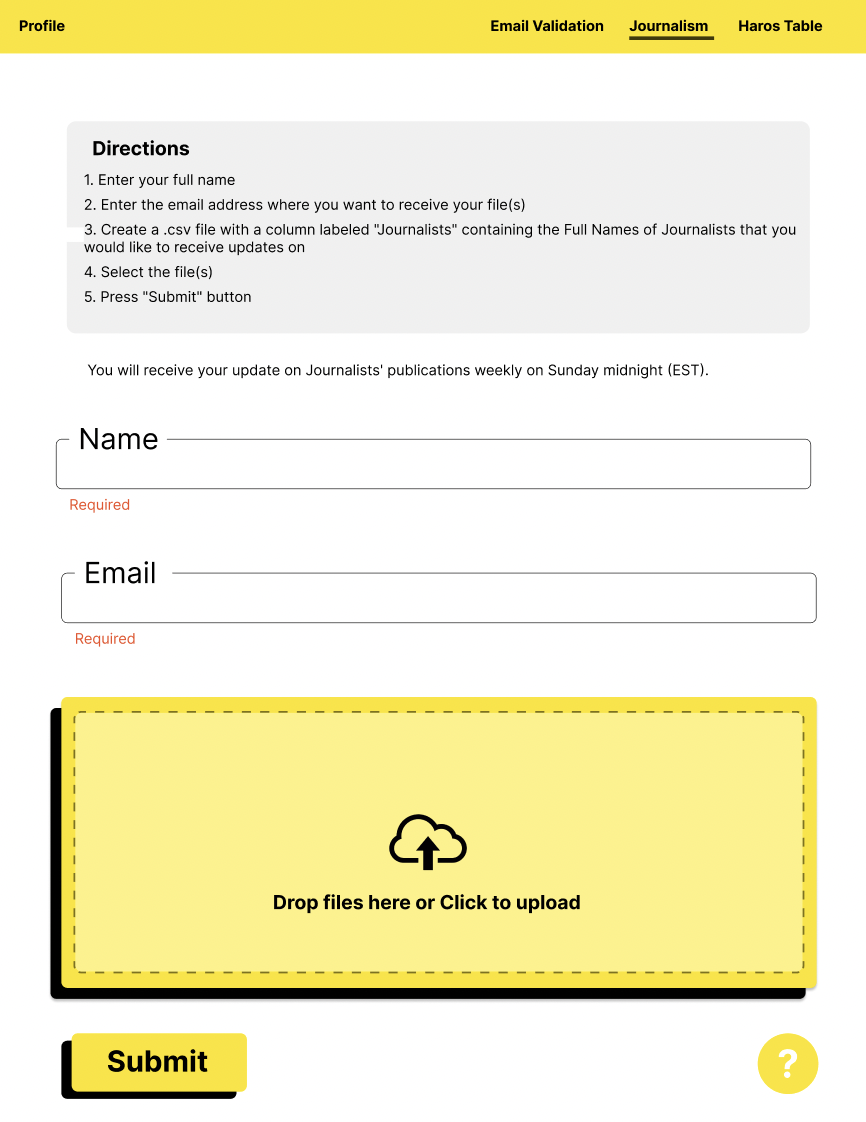 Profile
Email Validation
Journalism
Haros Table
Directions
1. Enter your full name
2. Enter the email address where you want to receive your file(s)
3. Create a .csv file with a column labeled "Journalists" containing the Full Names of Journalists that you
would like to receive updates on
4. Select the file(s)
5. Press "Submit" button
You will receive your update on Journalists' publications weekly on Sunday midnight (EST).
Name
Required
Email
Required
Drop files here or Click to upload
Submit
?